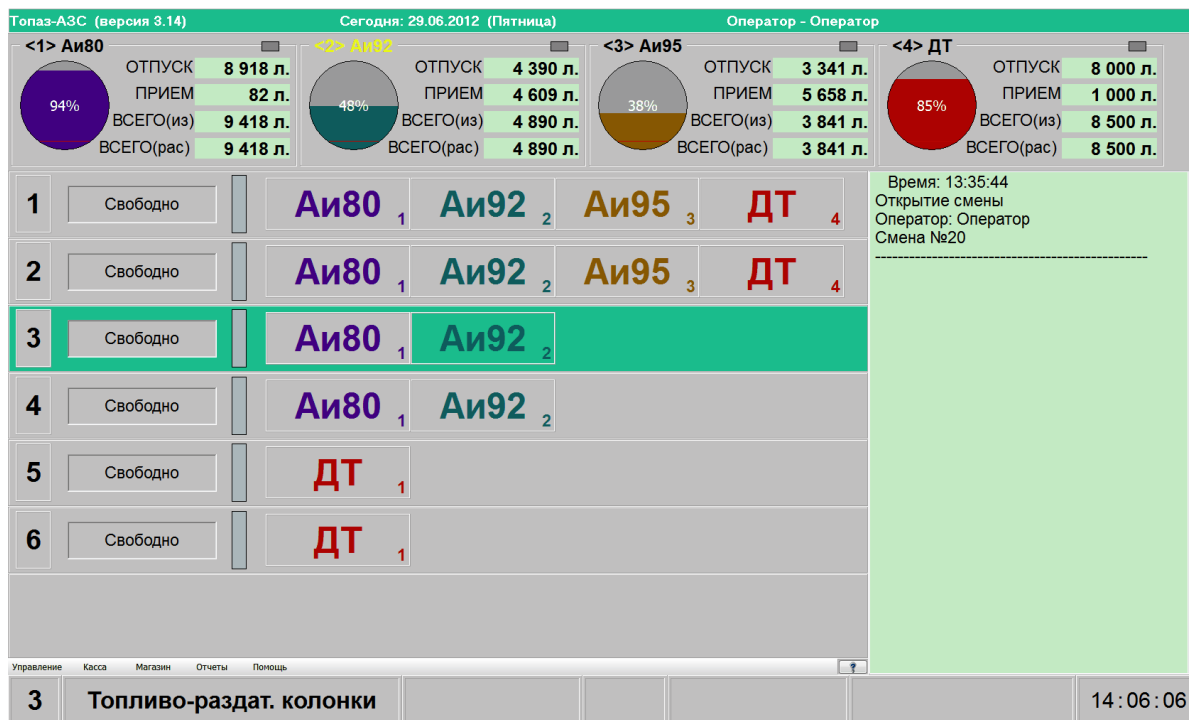 Топаз-АЗС (версия 3.14) Сегодня: 29.06.2012 (Пятница) Оператор - Оператор
<1> Аи80
94%
ОТПУСК 8 918 л.
ПРИЕМ 82 л.
ВСЕГО(из) 9 418 л.
ВСЕГО(рас) 9 418 л.
<2> Аи92
48%
ОТПУСК 4 390 л.
ПРИЕМ 4 609 л.
ВСЕГО(из) 4 890 л.
ВСЕГО(рас) 4 890 л.
<3> Аи95
38%
ОТПУСК 3 341 л.
ПРИЕМ 5 658 л.
ВСЕГО(из) 3 841 л.
ВСЕГО(рас) 3 841 л.
<4> ДТ
85%
ОТПУСК 8 000 л.
ПРИЕМ 1 000 л.
ВСЕГО(из) 8 500 л.
ВСЕГО(рас) 8 500 л.
1 Свободно Аи80 1 Аи92 2 Аи95 3 ДТ 4
2 Свободно Аи80 1 Аи92 2 Аи95 3 ДТ 4
3 Свободно Аи80 1 Аи92 2
4 Свободно Аи80 1 Аи92 2
5 Свободно ДТ 1
6 Свободно ДТ 1
Время: 13:35:44
Открытие смены
Оператор: Оператор
Смена №20
------------------------------------------------
Управление Касса Магазин Отчеты Помощь ?
3 Топливо-раздат. колонки 14:06:06